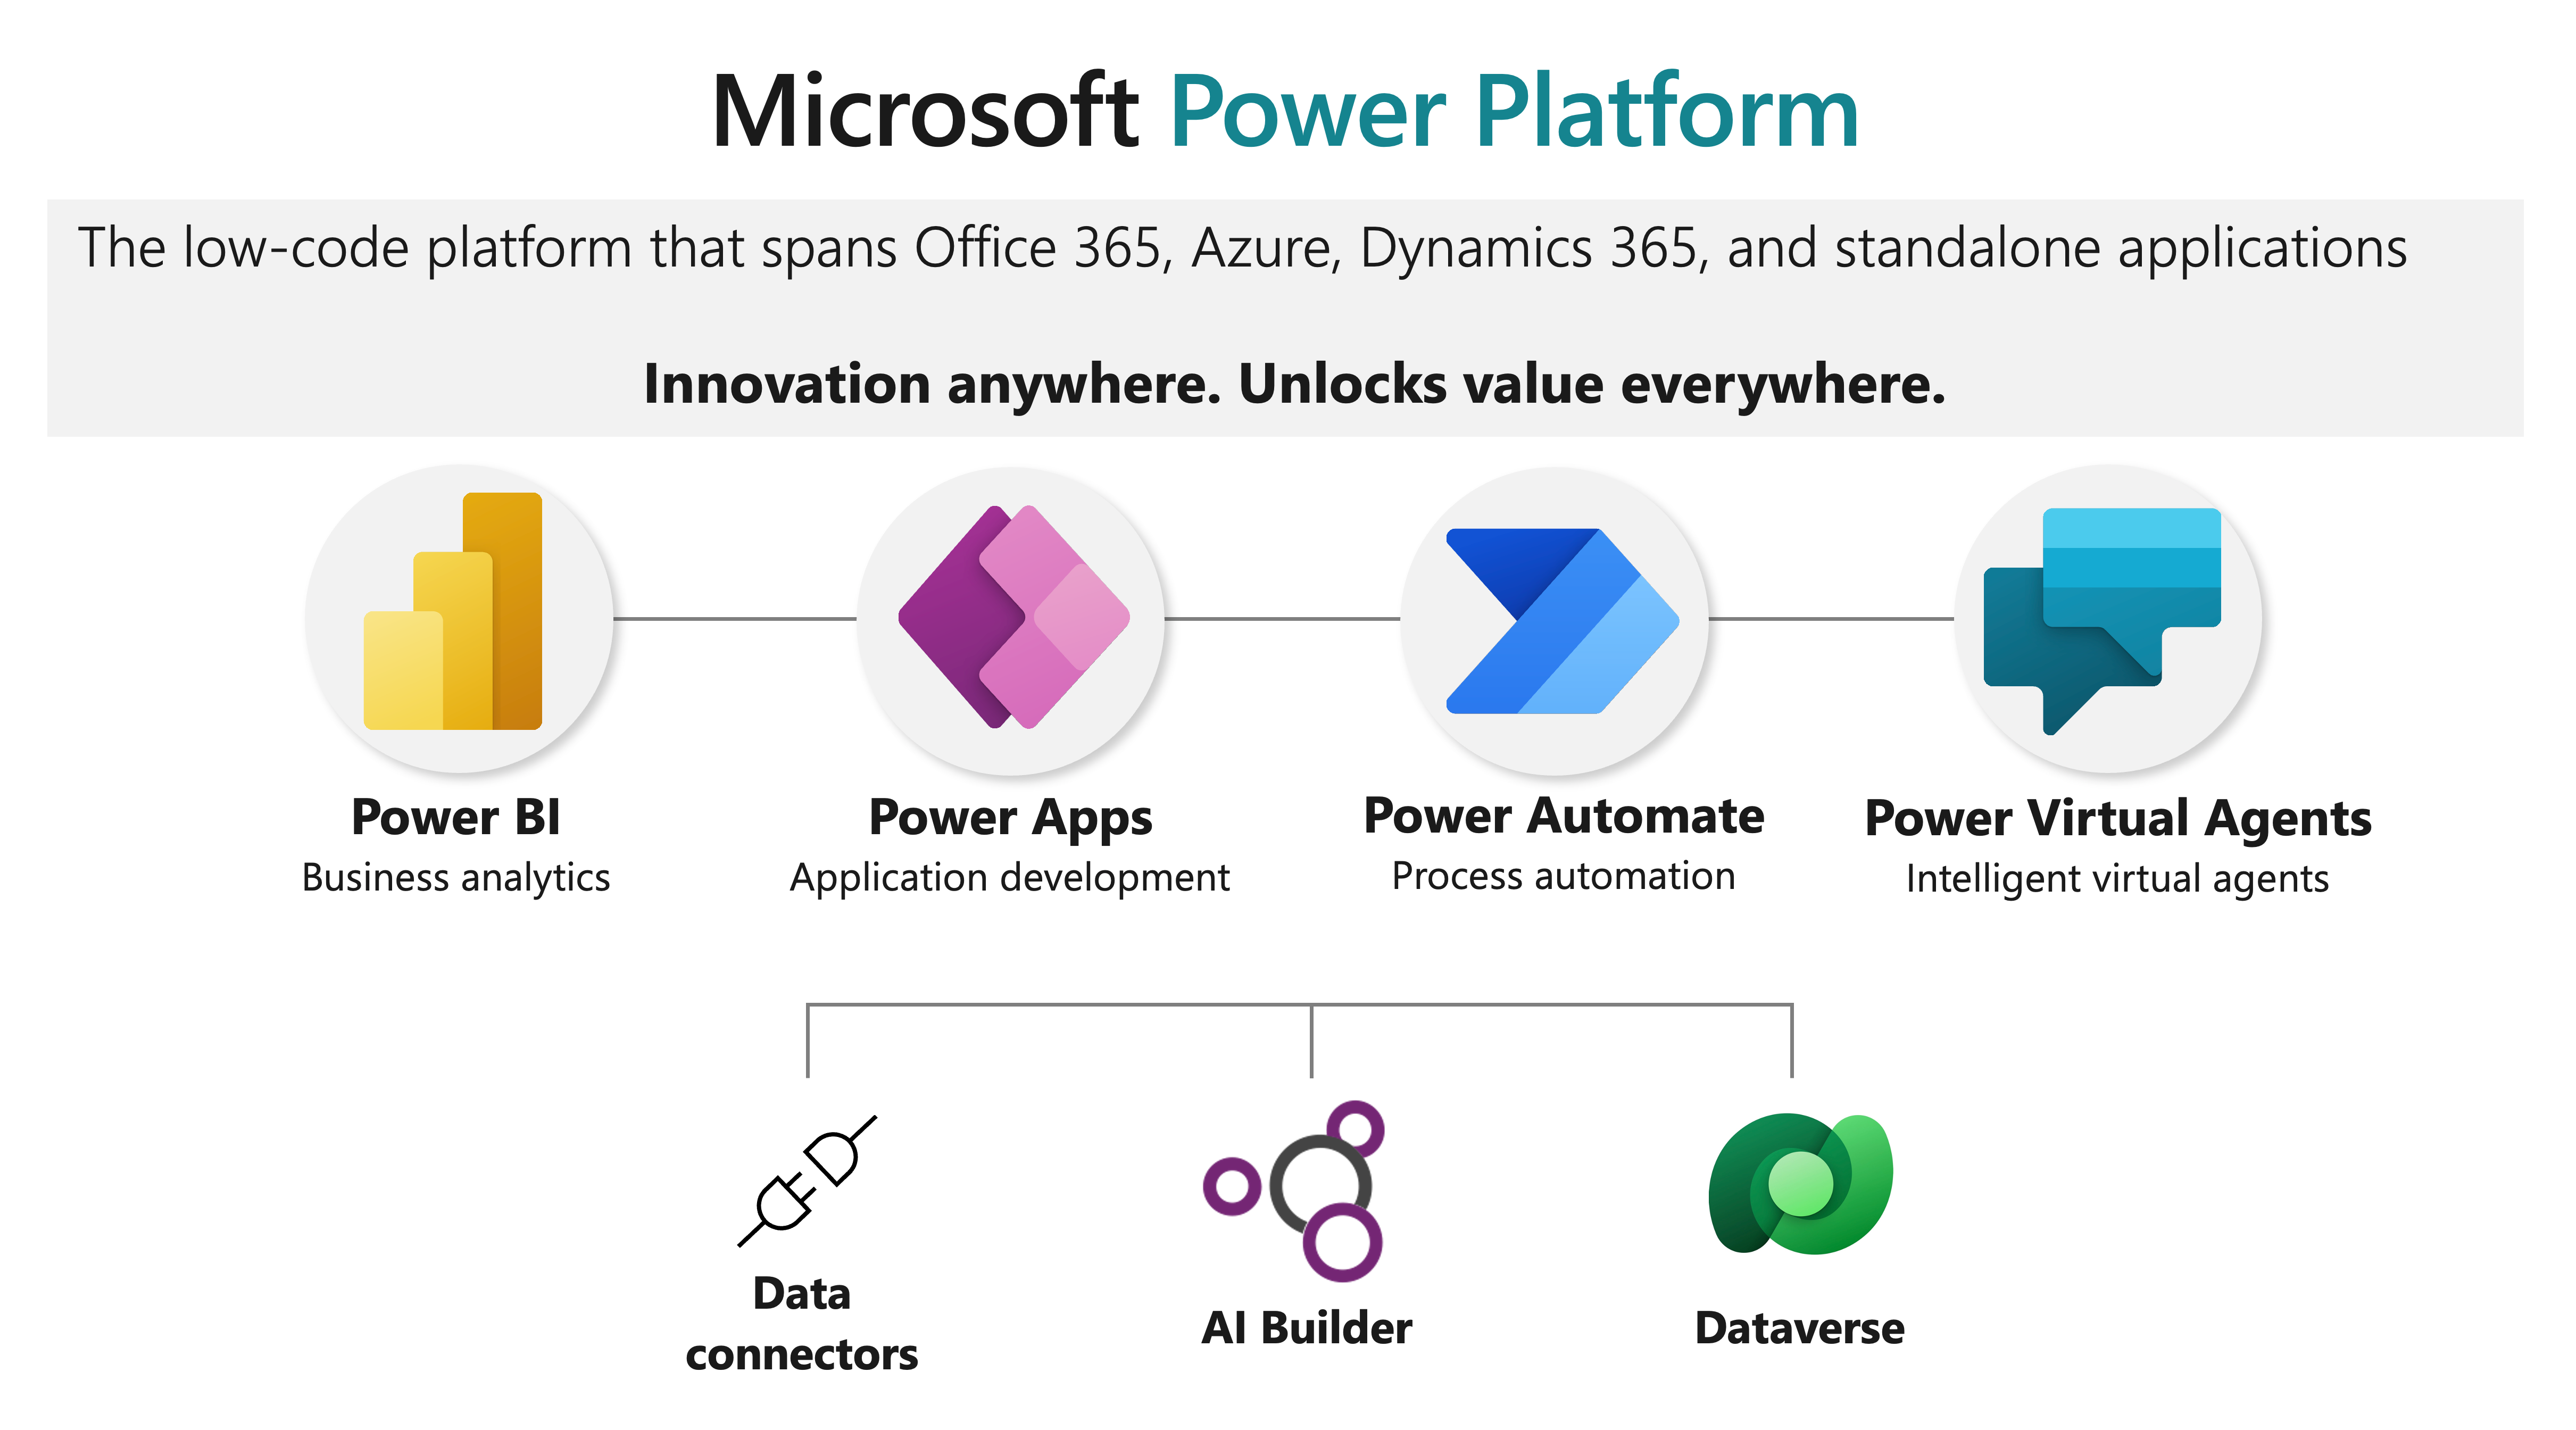 Microsoft Power Platform
The low-code platform that spans Office 365, Azure, Dynamics 365, and standalone applications
Innovation anywhere. Unlocks value everywhere.
Power BI
Business analytics
Power Apps
Application development
Power Automate
Process automation
Power Virtual Agents
Intelligent virtual agents
Data
connectors
AI Builder
Dataverse